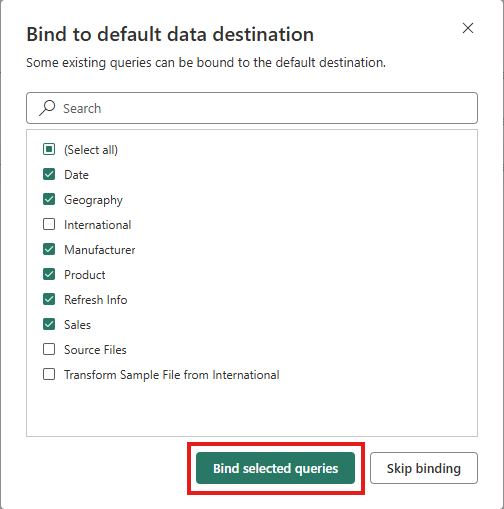 Bind to default data destination
Some existing queries can be bound to the default destination.
Search
(Select all)
Date
Geography
International
Manufacturer
Product
Refresh Info
Sales
Source Files
Transform Sample File from International
Bind selected queries
Skip binding